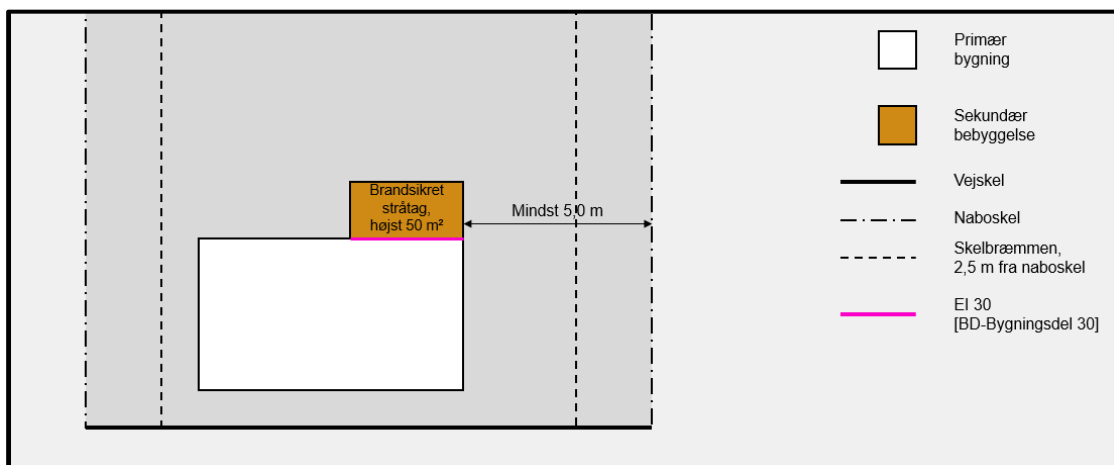 Brandsikret
stråtag,
højst 50 m²
Mindst 5,0 m
Primær
bygning
Sekundær
bebyggelse
Vejskel
Naboskel
Skelbræmmen,
2,5 m fra naboskel
EI 30
[BD-Bygningsdel 30]